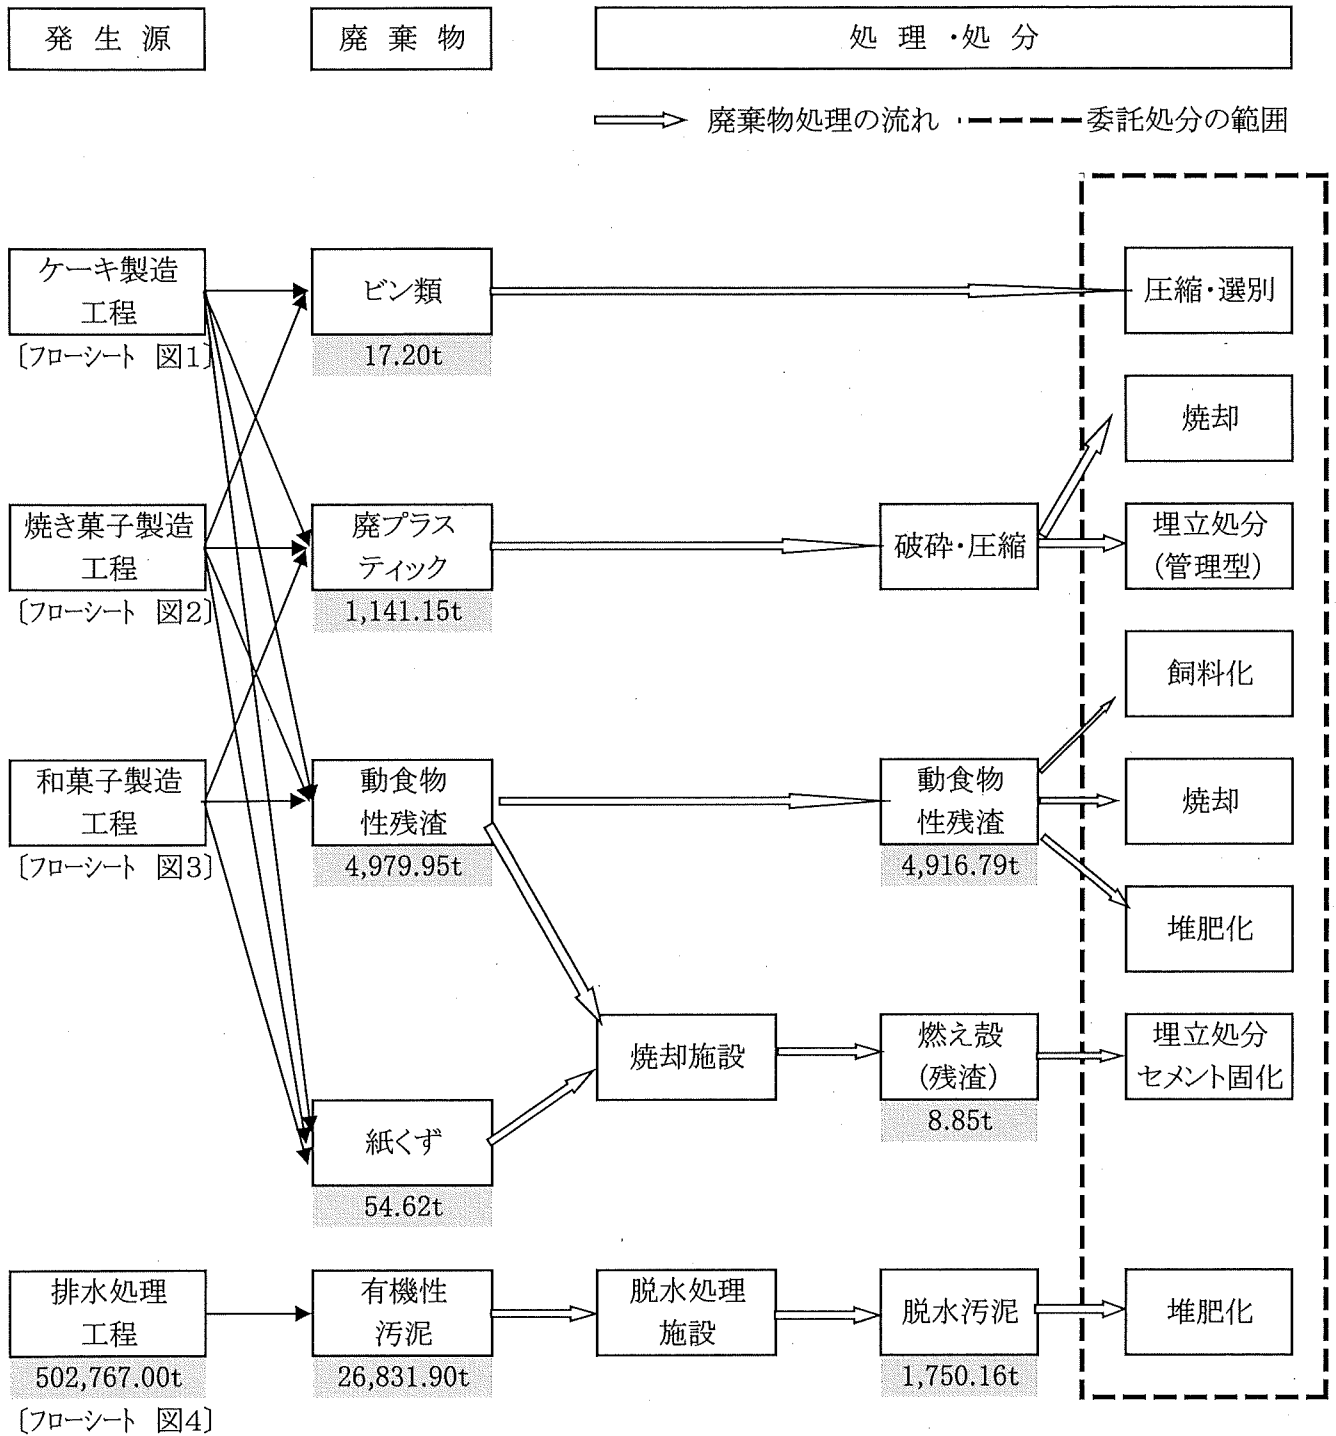 発生源
廃棄物
処理・処分
廃棄物処理の流れ
委託処分の範囲
ケーキ製造
工程
〔フローシート 図1〕
ビン類
17.20t
圧縮・選別
焼却
焼き菓子製造
工程
〔フローシート 図2〕
廃プラス
ティック
1,141.15t
破砕・圧縮
埋立処分
(管理型)
飼料化
和菓子製造
工程
〔フローシート 図3〕
動食物
性残渣
4,979.95t
動食物
性残渣
4,916.79t
焼却
堆肥化
焼却施設
燃え殻
(残渣)
8.85t
埋立処分
セメント固化
紙くず
54.62t
排水処理
工程
502,767.00t
〔フローシート 図4〕
有機性
汚泥
26,831.90t
脱水処理
施設
脱水汚泥
1,750.16t
堆肥化